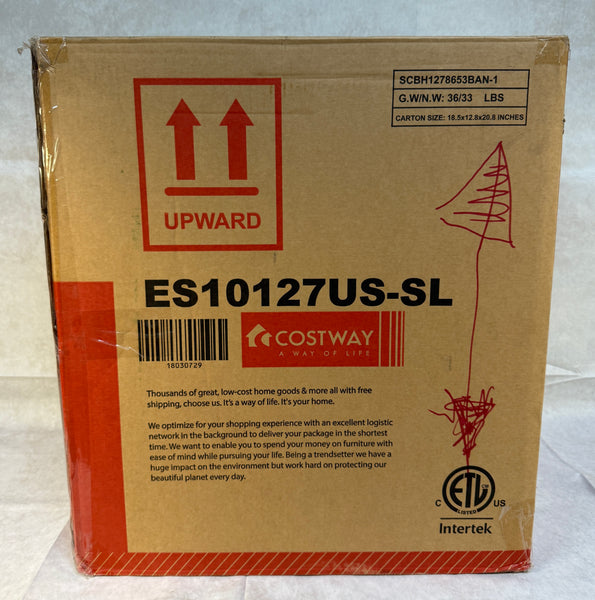 SCBH1278653BAN-1
G.W/N.W: 36/33 LBS
CARTON SIZE: 18.5x12.8x20.8 INCHES
UPWARD
ES10127US-SL
18030729
COSTWAY
A WAY OF LIFE
Thousands of great, low-cost home goods & more all with free
shipping, choose us. It's a way of life. It's your home.
We optimize for your shopping experience with an excellent logistic
network in the background to deliver your package in the shortest
time. We want to enable you to spend your money on furniture with
ease of mind while pursuing your life. Being a trendsetter we have a
huge impact on the environment but work hard on protecting our
beautiful planet every day.
C ETL CM US
LISTED
Intertek